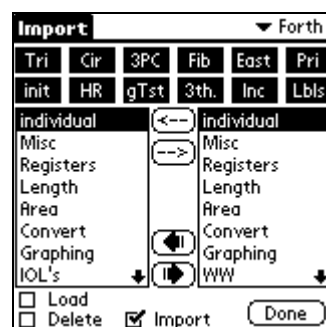 Import Forth
Tri Cir 3PC Fib East Pri
init HR gTst 3th. Inc Lbls
individual <-- individual
Misc --> Misc
Registers Registers
Length Length
Area Area
Convert Convert
Graphing Graphing
IOL's WW
Load
Delete Import Done